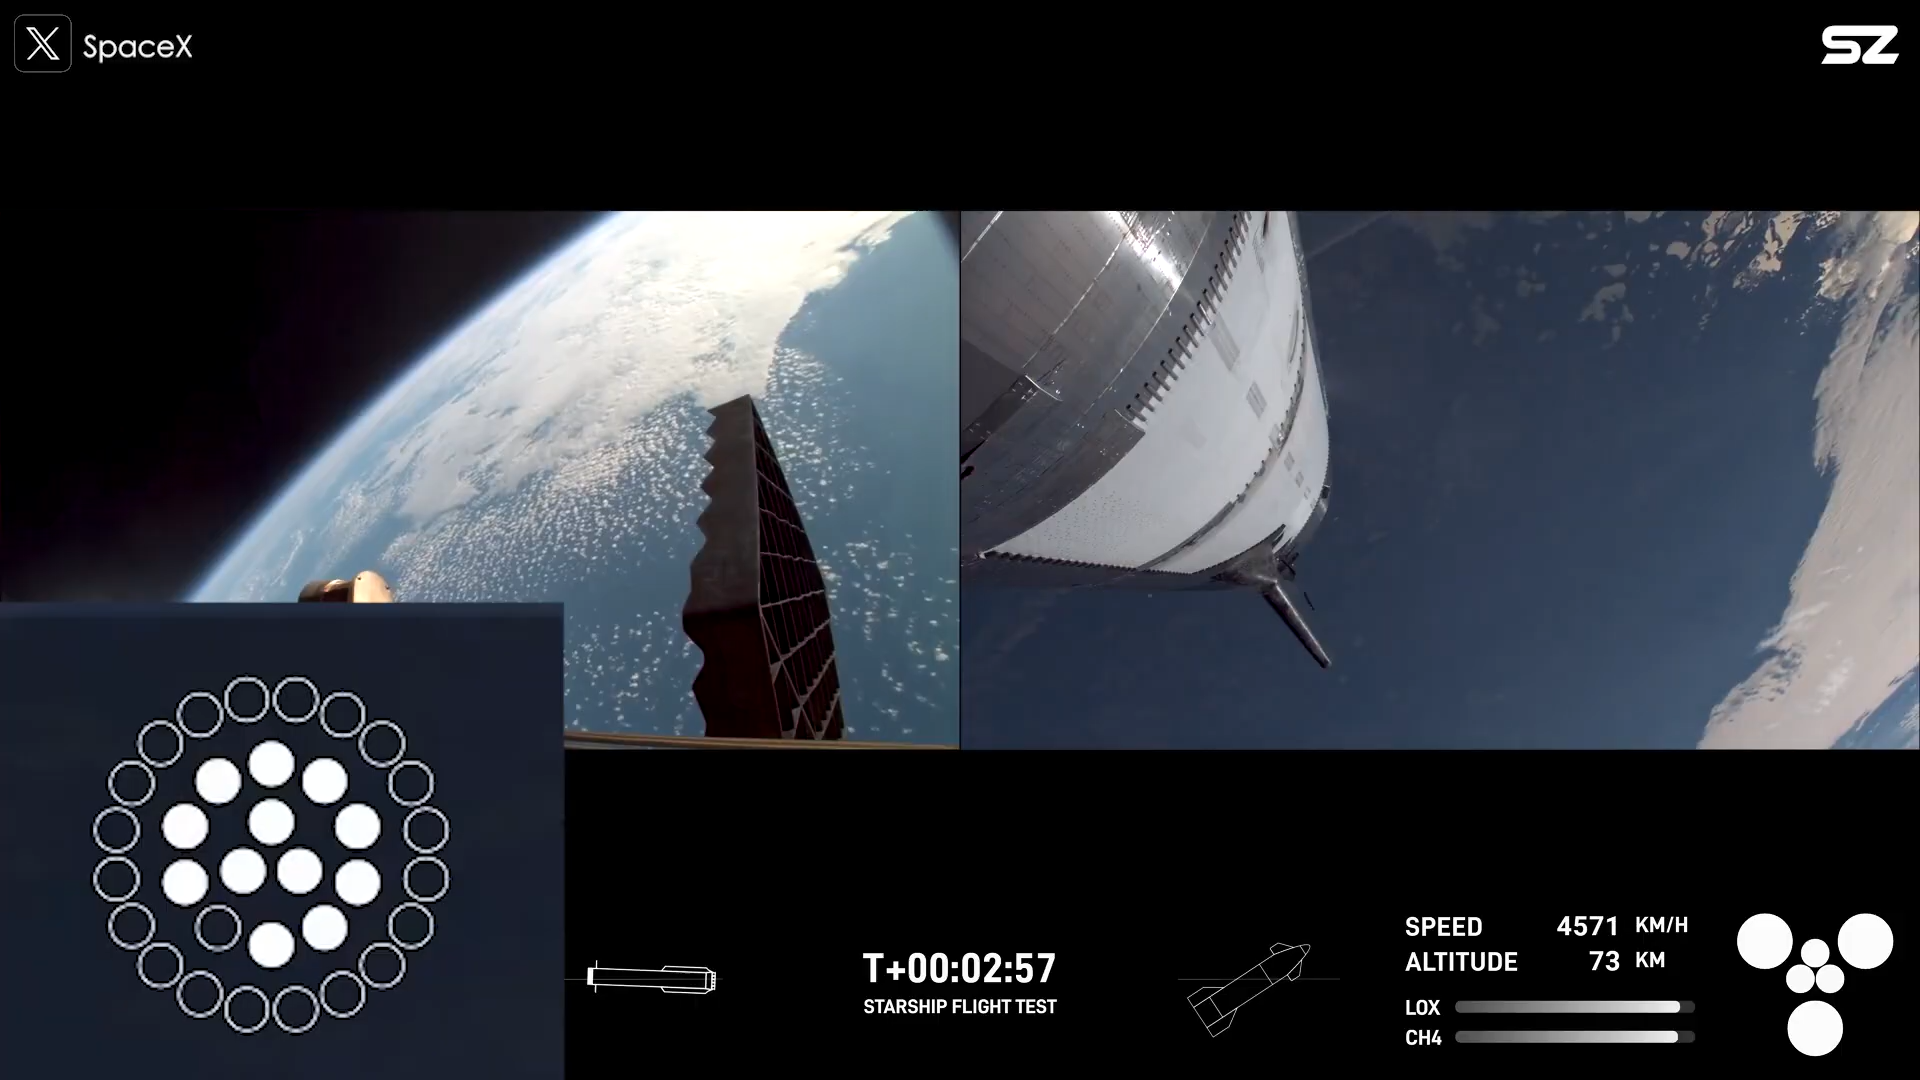 X SpaceX
SZ
T+00:02:57
STARSHIP FLIGHT TEST
SPEED 4571 KM/H
ALTITUDE 73 KM
LOX
CH4